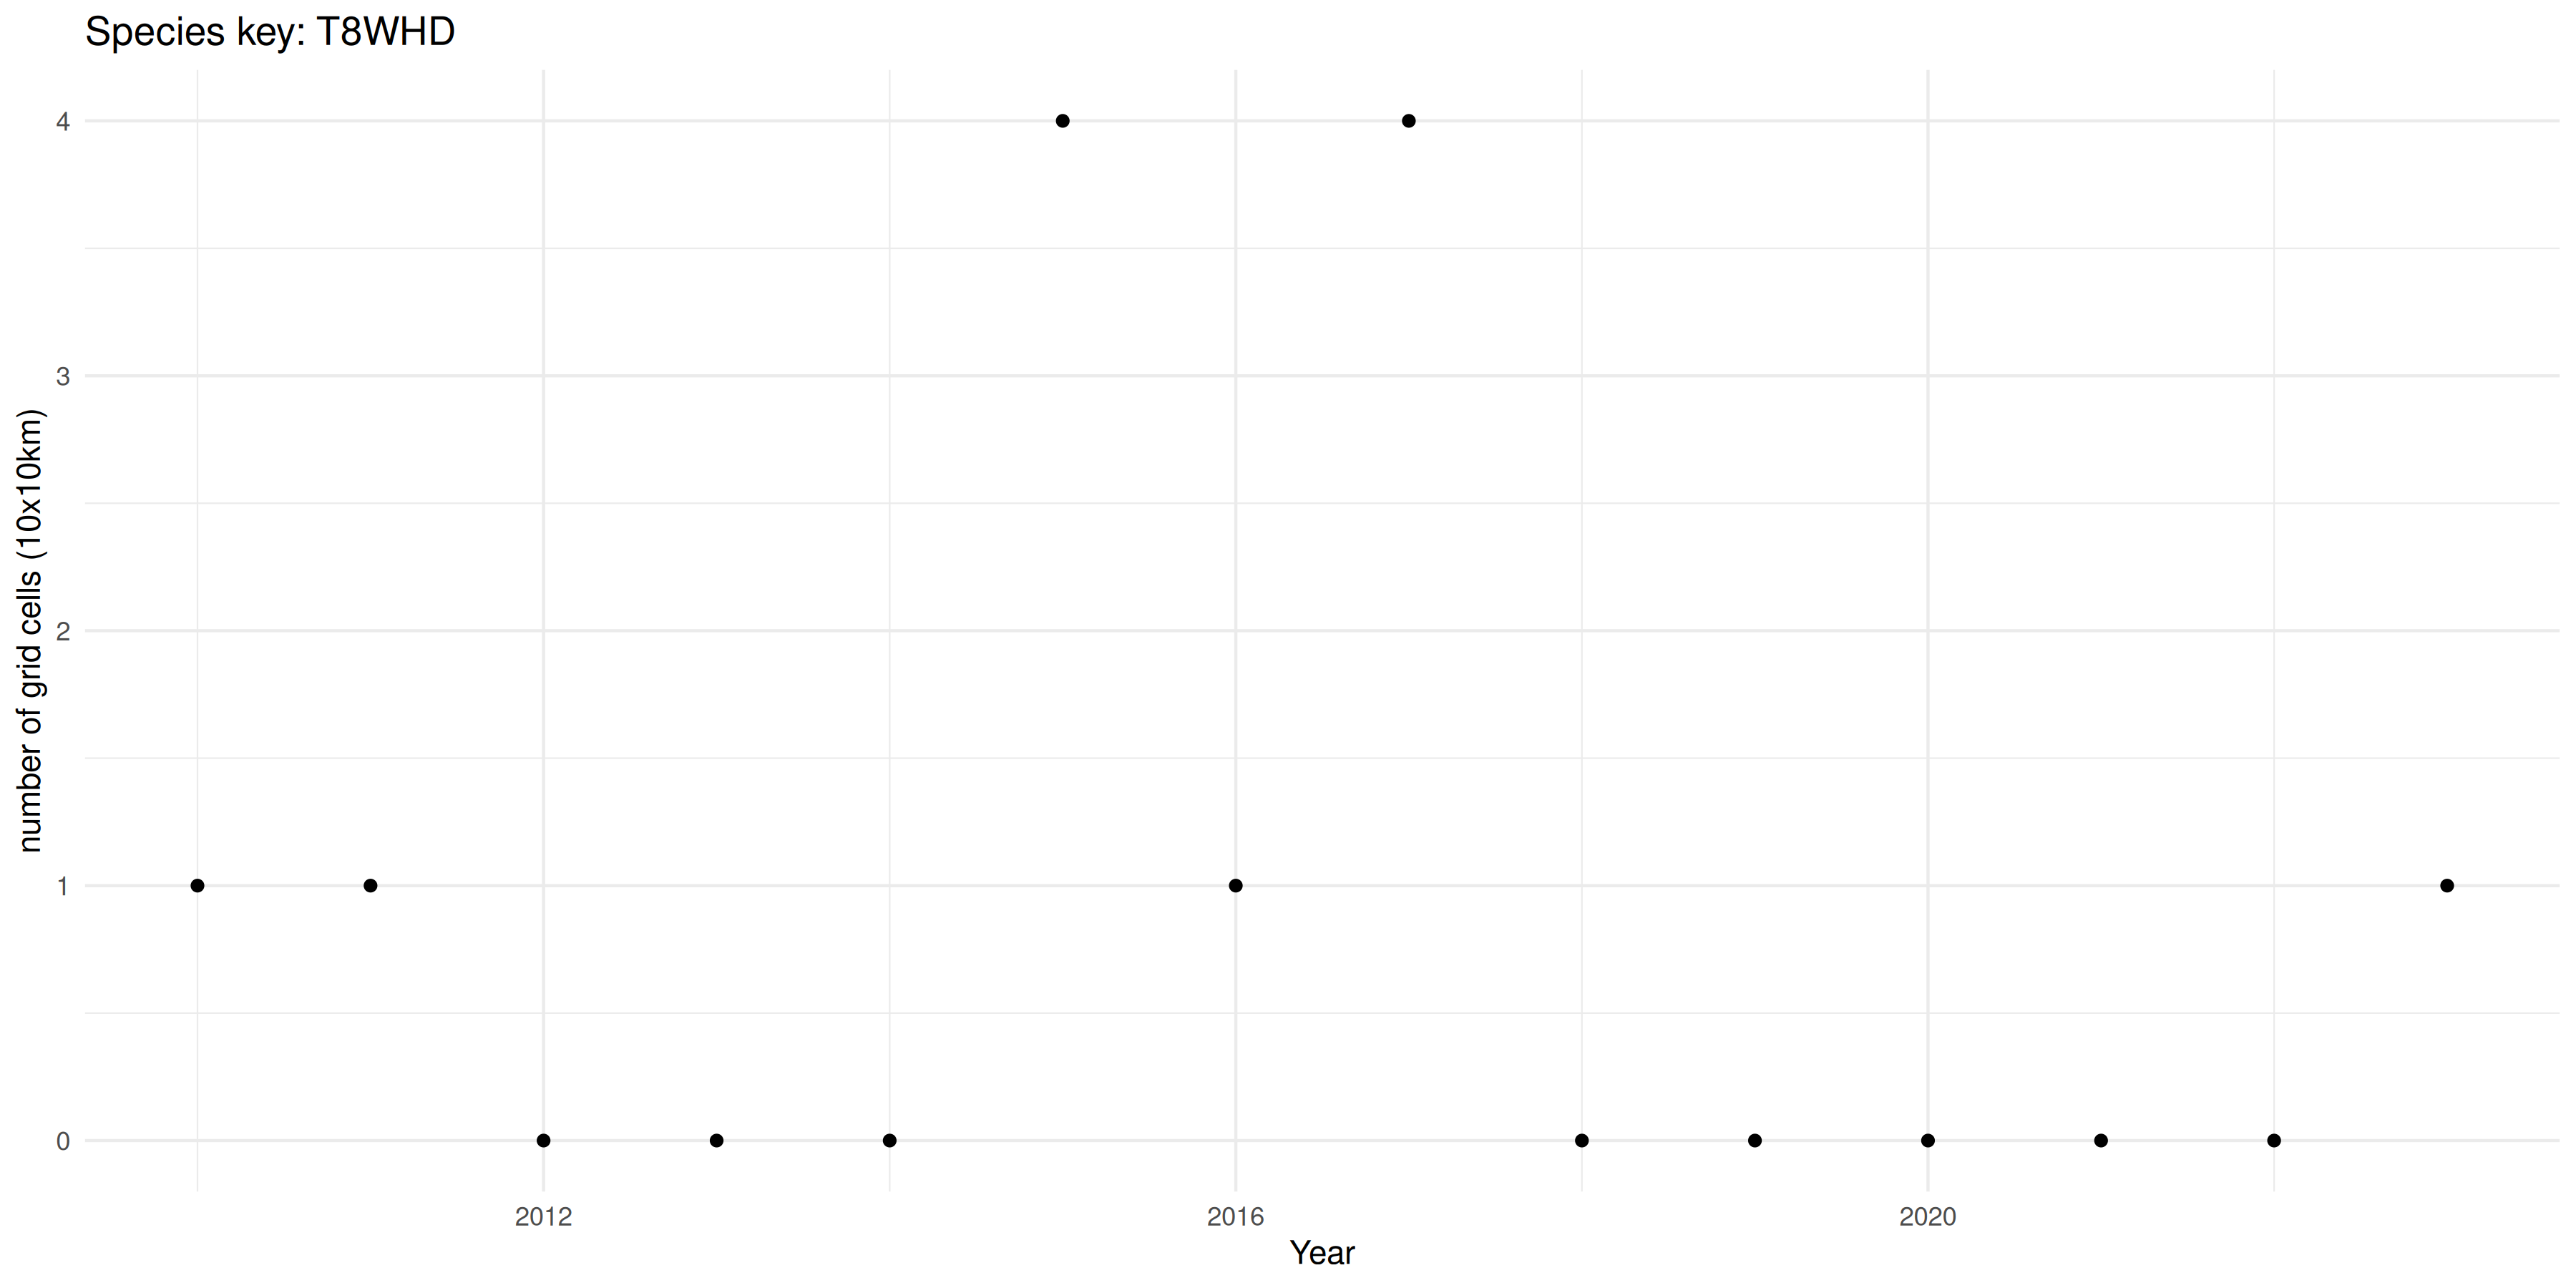 Species key: T8WHD
4
3
2
1
0
number of grid cells (10x10km)
2012
2016
2020
Year